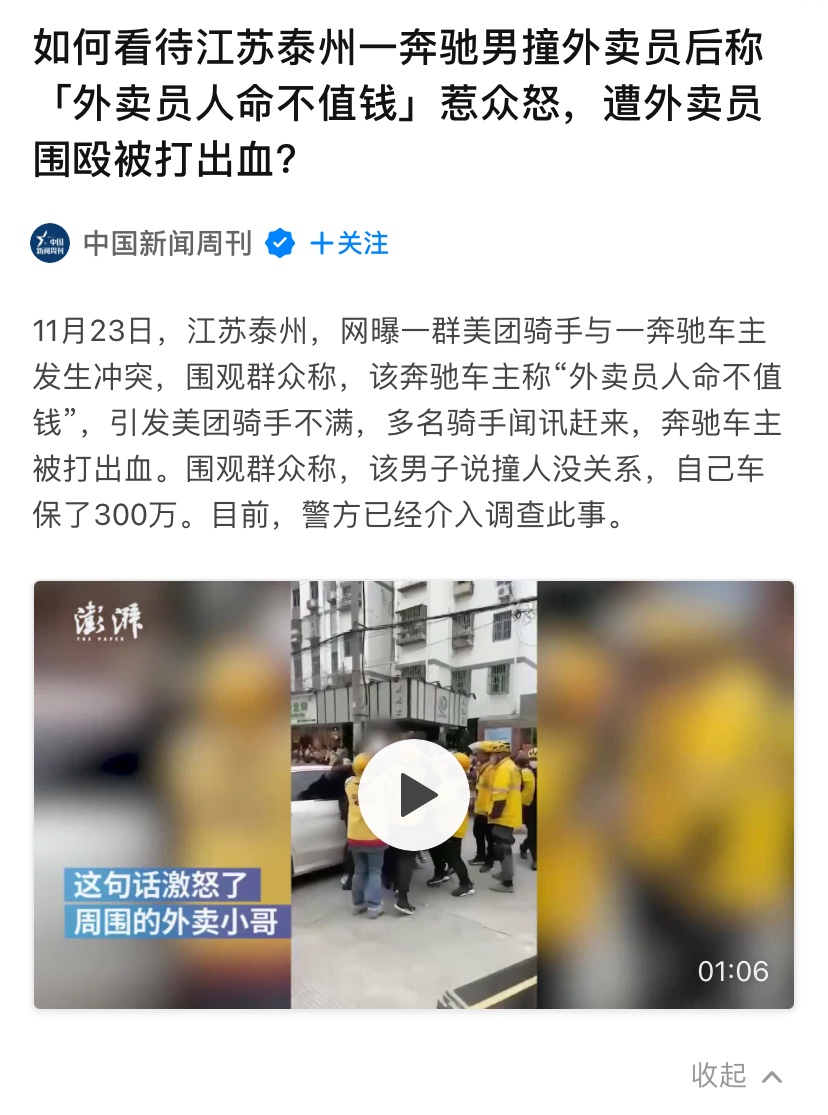 如何看待江苏泰州一奔驰男撞外卖员后称
「外卖员人命不值钱」惹众怒，遭外卖员
围殴被打出血?
中国
新闻周刊
中国新闻周刊
+关注
11月23日，江苏泰州，网曝一群美团骑手与一奔驰车主
发生冲突，围观群众称，该奔驰车主称“外卖员人命不值
钱”，引发美团骑手不满，多名骑手闻讯赶来，奔驰车主
被打出血。围观群众称，该男子说撞人没关系，自己车
保了300万。目前，警方已经介入调查此事。
澎湃
THE PAPER
这句话激怒了
周围的外卖小哥
01:06
收起